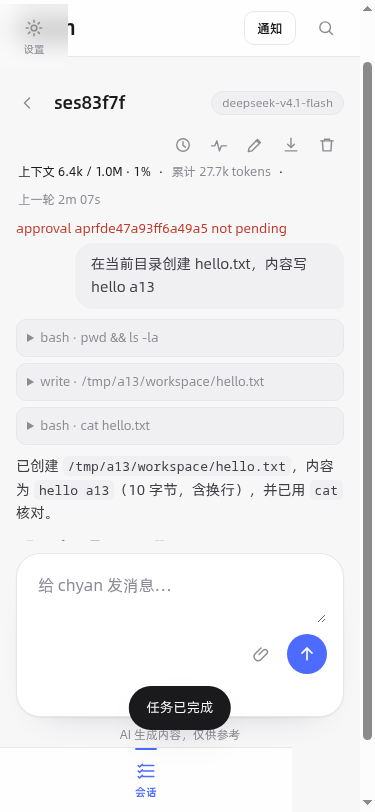 设置
通知
ses83f7f
deepseek-v4.1-flash
上下文 6.4k / 1.0M · 1% · 累计 27.7k tokens ·
上一轮 2m 07s
approval aprfde47a93ff6a49a5 not pending
在当前目录创建 hello.txt，内容写
hello a13
bash · pwd && ls -la
write · /tmp/a13/workspace/hello.txt
bash · cat hello.txt
已创建 /tmp/a13/workspace/hello.txt，内容
为 hello a13（10 字节，含换行），并已用 cat
核对。
给 chyan 发消息…
任务已完成
AI 生成内容，仅供参考
会话